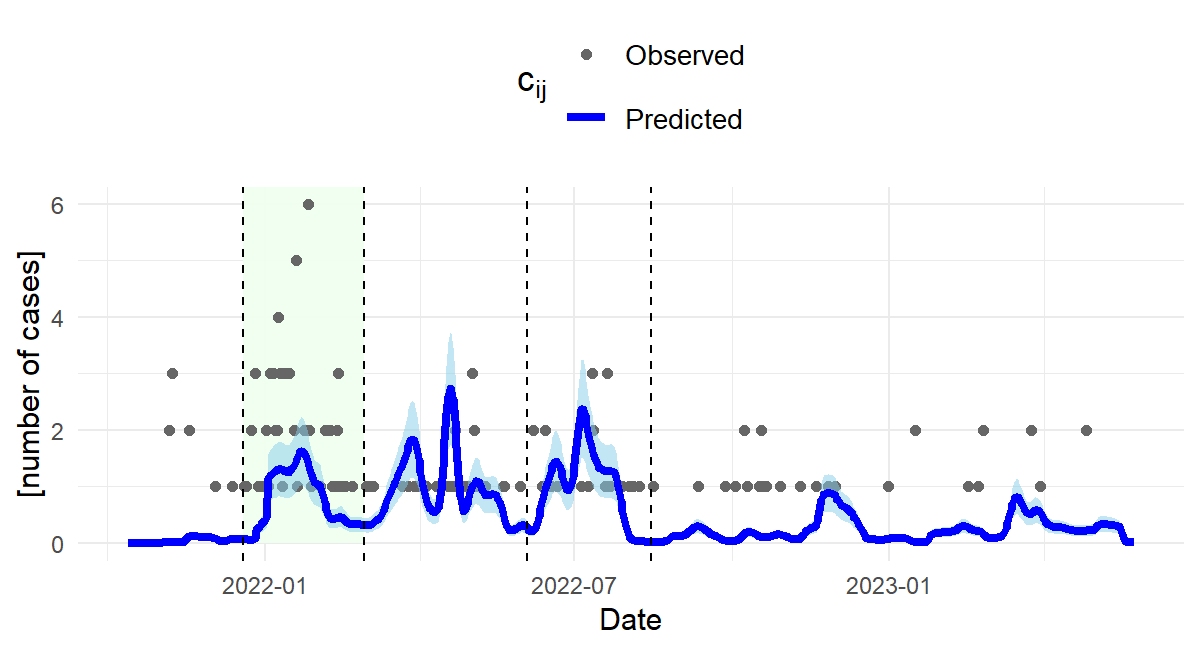 Observed
c_ij
Predicted
[number of cases]
6
4
2
0
2022-01
2022-07
2023-01
Date